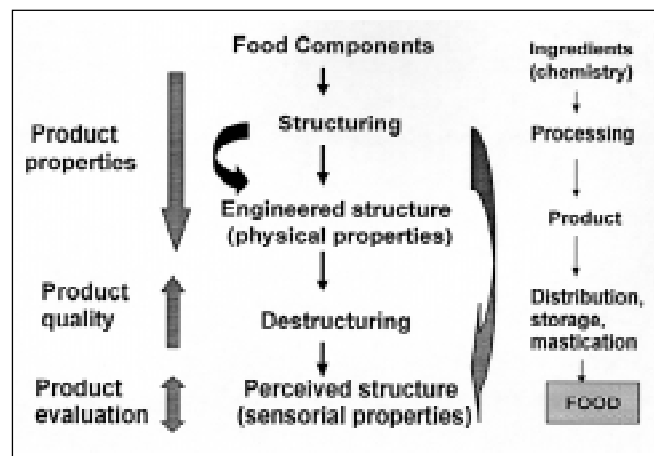 Food Components
Structuring
Engineered structure
(physical properties)
Destructuring
Perceived structure
(sensorial properties)
Product
properties
Product
quality
Product
evaluation
Ingredients
(chemistry)
Processing
Product
Distribution,
storage,
mastication
FOOD